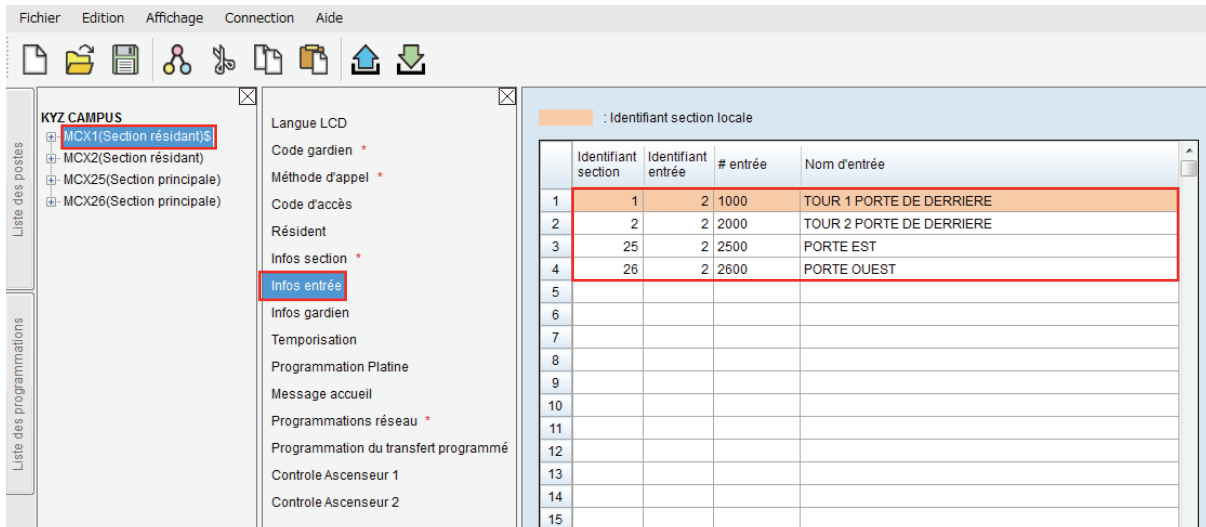 Fichier Edition Affichage Connection Aide
Liste des postes
Liste des programmations
KYZ CAMPUS
MCX1(Section résidant)$
MCX2(Section résidant)
MCX25(Section principale)
MCX26(Section principale)
Langue LCD
Code gardien *
Méthode d'appel *
Code d'accès
Résident
Infos section *
Infos entrée
Infos gardien
Temporisation
Programmation Platine
Message accueil
Programmations réseau *
Programmation du transfert programmé
Controle Ascenseur 1
Controle Ascenseur 2
: Identifiant section locale
Identifiant section Identifiant entrée # entrée Nom d'entrée
1 1 2 1000 TOUR 1 PORTE DE DERRIERE
2 2 2 2000 TOUR 2 PORTE DE DERRIERE
3 25 2 2500 PORTE EST
4 26 2 2600 PORTE OUEST
5
6
7
8
9
10
11
12
13
14
15